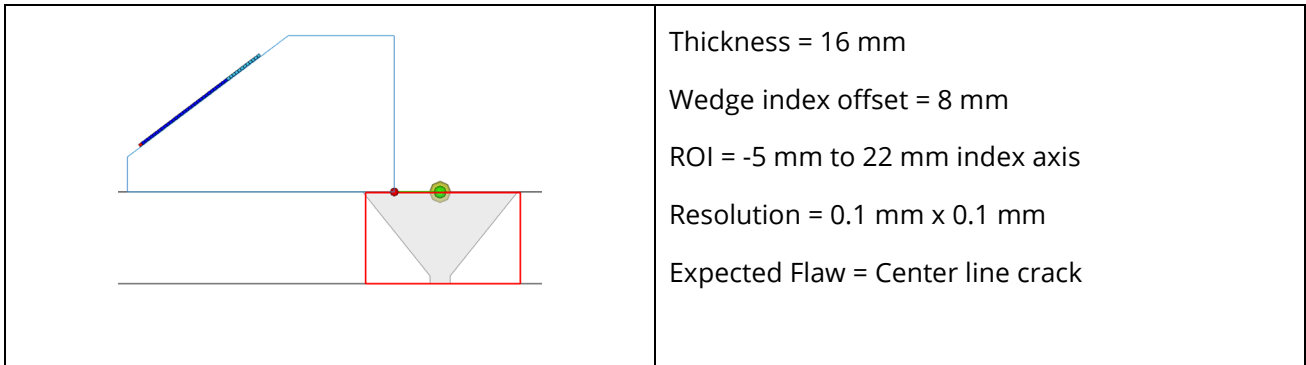 Thickness = 16 mm
Wedge index offset = 8 mm
ROI = -5 mm to 22 mm index axis
Resolution = 0.1 mm x 0.1 mm
Expected Flaw = Center line crack